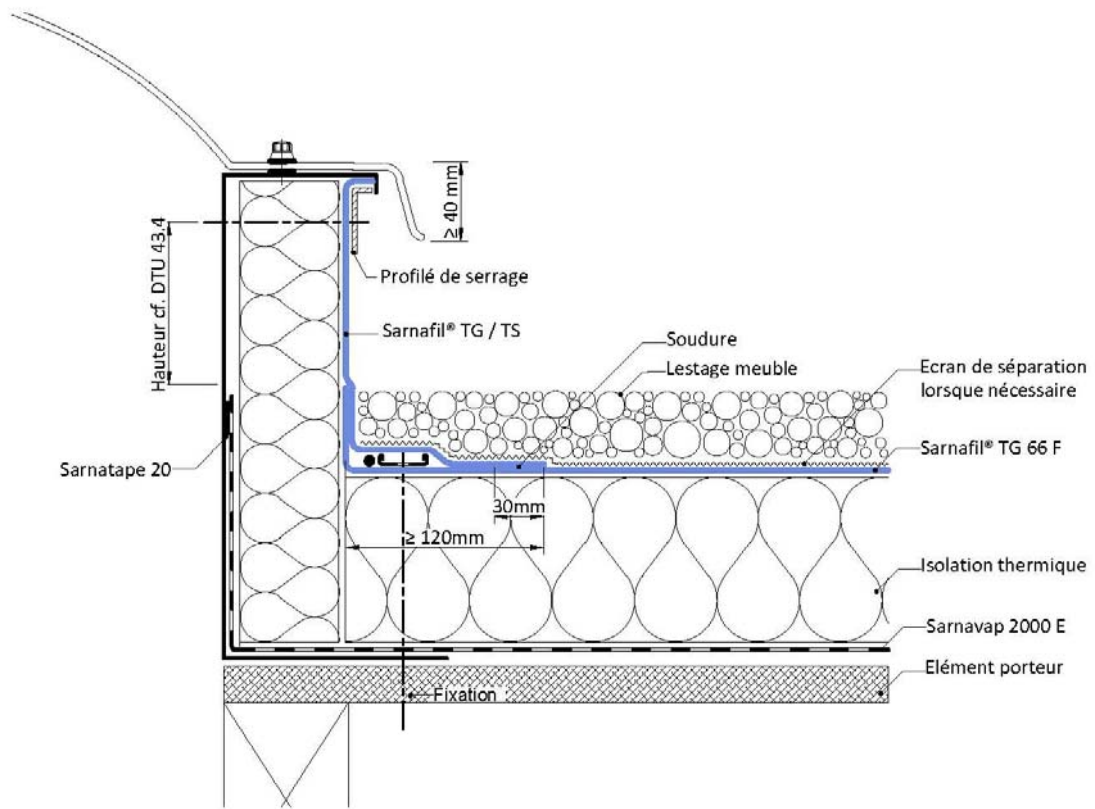 ≥ 40 mm
Hauteur cf. DTU 43.4
Profilé de serrage
Sarnafil® TG / TS
Soudure
Lestage meuble
Ecran de séparation
lorsque nécessaire
Sarnafil® TG 66 F
Sarnatape 20
30mm
≥ 120mm
Isolation thermique
Sarnavap 2000 E
Elément porteur
Fixation